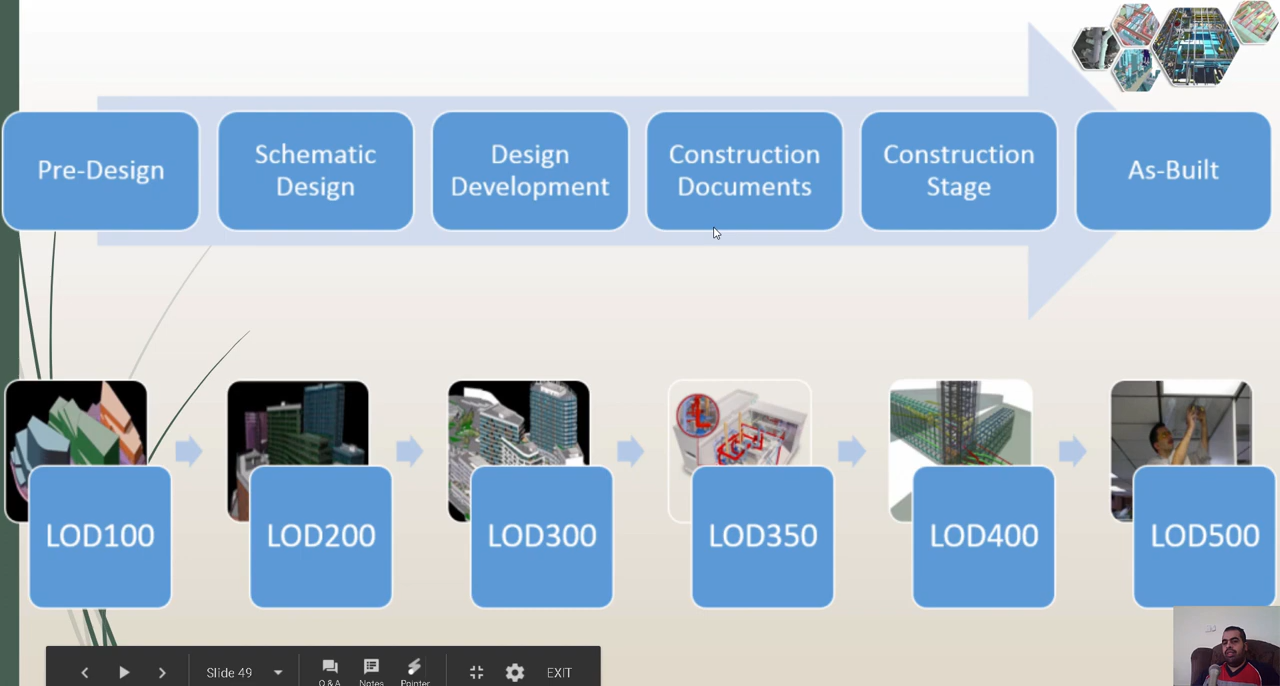 Pre-Design
Schematic
Design
Design
Development
Construction
Documents
Construction
Stage
As-Built
LOD100
LOD200
LOD300
LOD350
LOD400
LOD500
Slide 49
Q & A
Notes
Pointer
EXIT